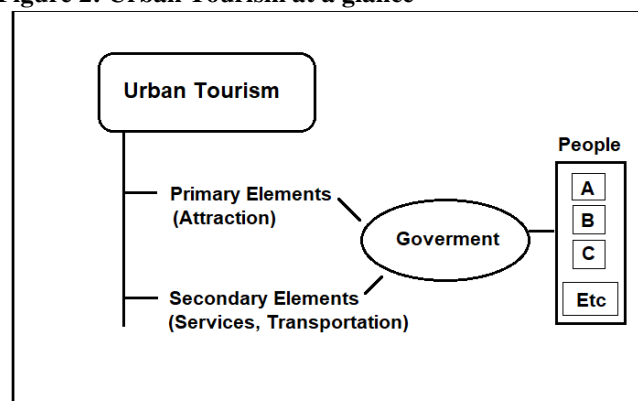 Figure 2: Urban Tourism at a glance
Urban Tourism
People
Primary Elements
(Attraction)
A
B
Goverment
C
Secondary Elements
(Services, Transportation)
Etc